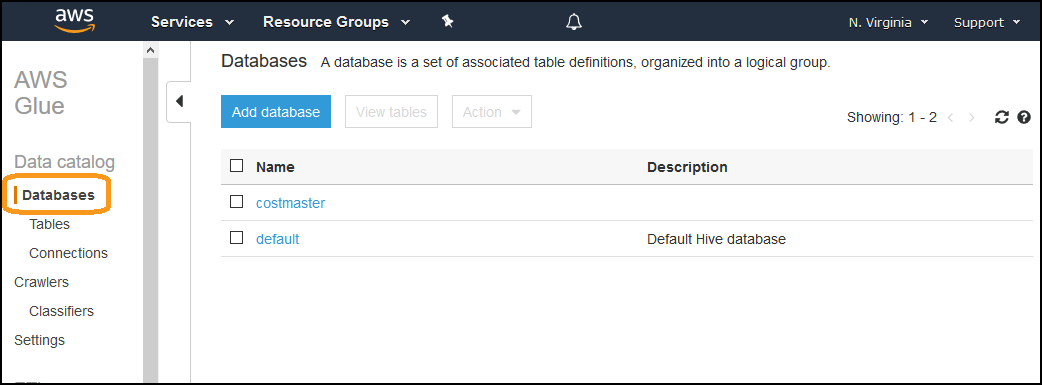 aws Services Resource Groups N. Virginia Support
AWS
Glue
Data catalog
Databases
Tables
Connections
Crawlers
Classifiers
Settings
Databases A database is a set of associated table definitions, organized into a logical group.
Add database View tables Action
Showing: 1 - 2
Name Description
costmaster
default Default Hive database